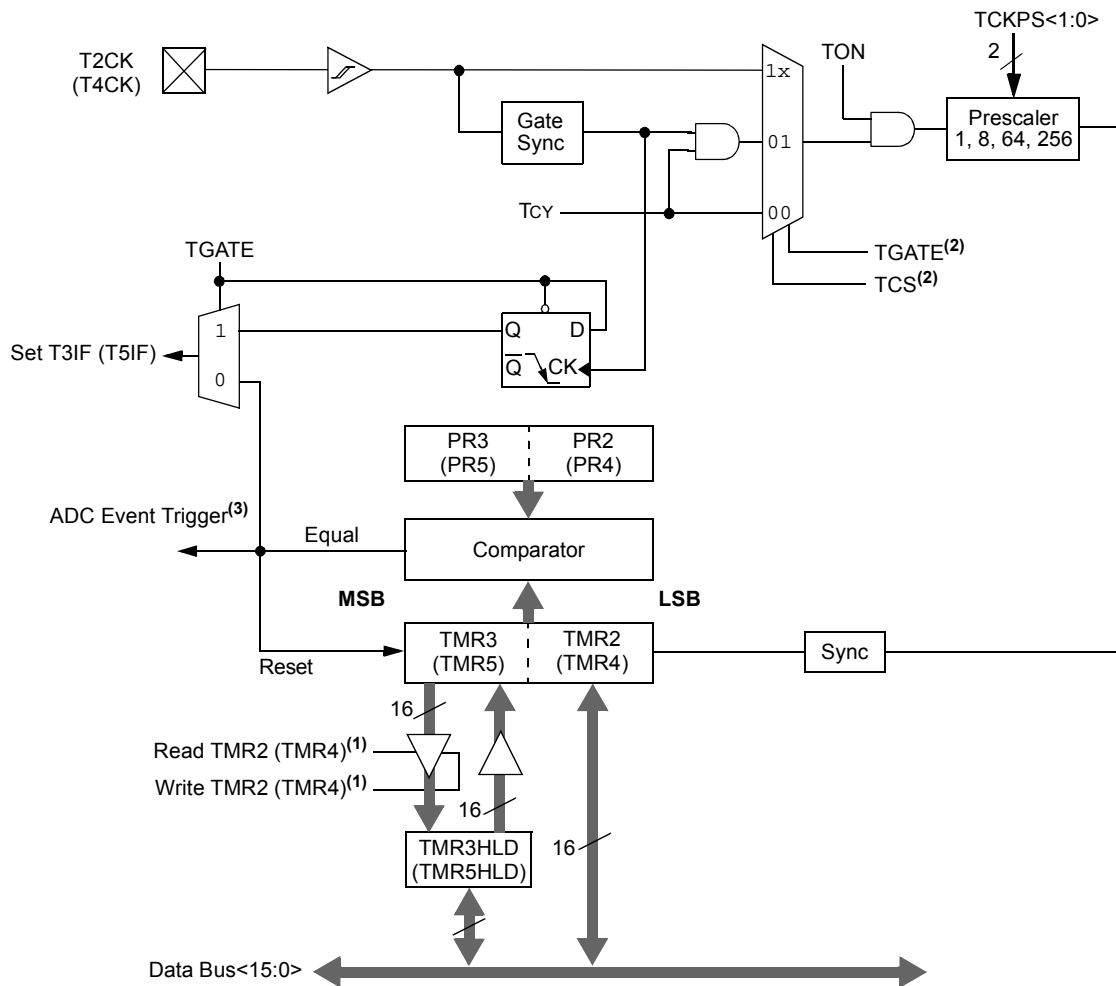 TCKPS<1:0>
2
T2CK
(T4CK)
TON
1x
Gate
Sync
Prescaler
1, 8, 64, 256
01
TCY
00
TGATE
TGATE(2)
TCS(2)
1
Q
D
Set T3IF (T5IF)
Q
CK
0
PR3
(PR5)
PR2
(PR4)
ADC Event Trigger(3)
Equal
Comparator
MSB
LSB
TMR3
(TMR5)
TMR2
(TMR4)
Sync
Reset
16
Read TMR2 (TMR4)(1)
Write TMR2 (TMR4)(1)
16
TMR3HLD
(TMR5HLD)
16
Data Bus<15:0>